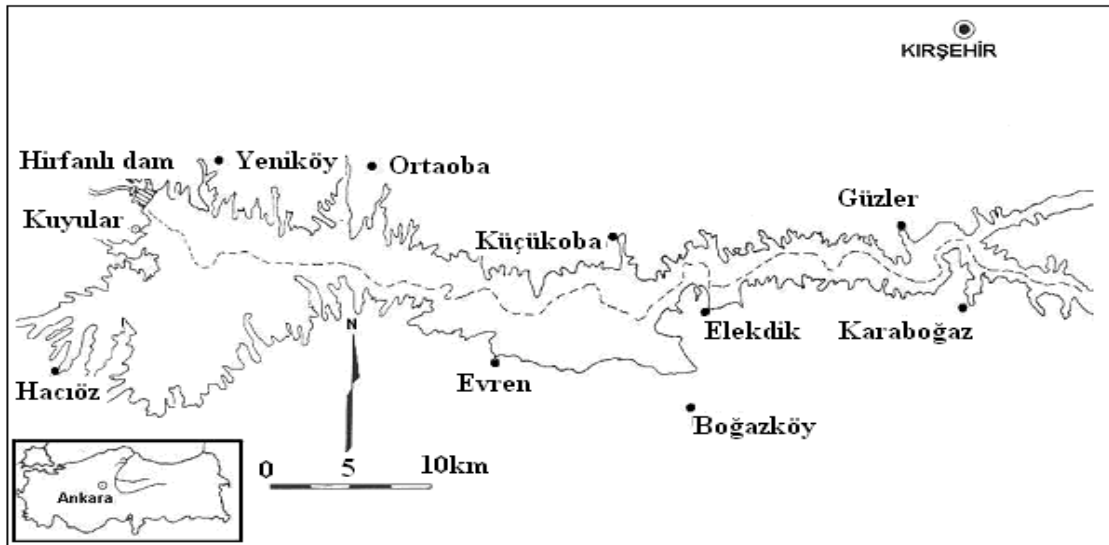 KIRŞEHİR
Hirfanlı dam
Yeniköy
Ortaoba
Kuyular
Küçükoba
Güzler
Elekdik
Karaboğaz
Hacıöz
Evren
Boğazköy
N
0 5 10km
Ankara